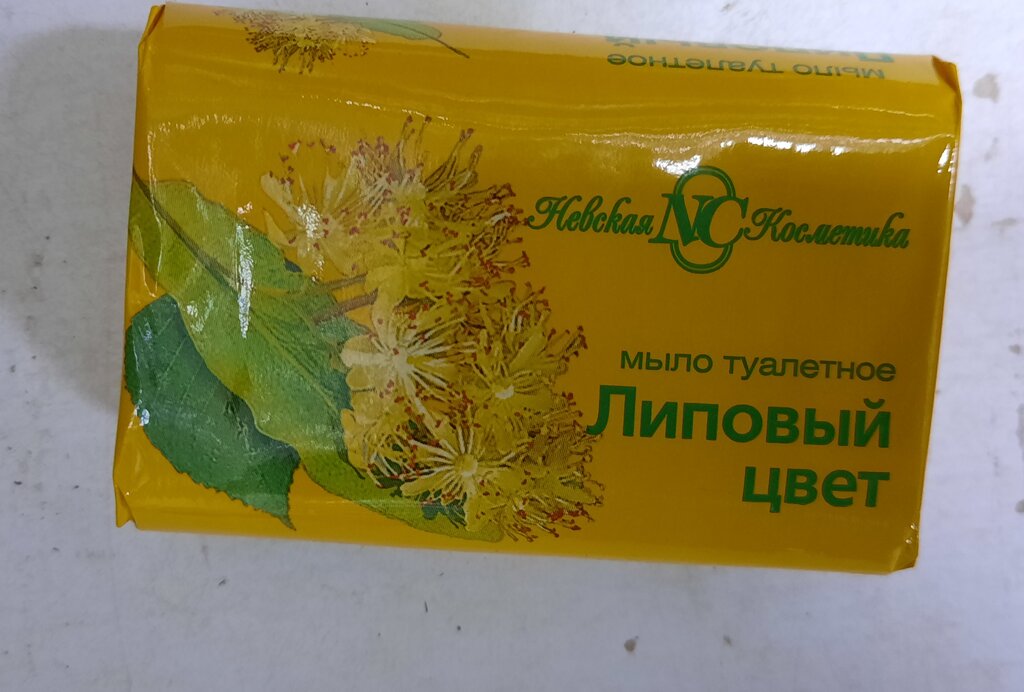 мыло туалетное
Невская NC Косметика
мыло туалетное
Липовый
цвет